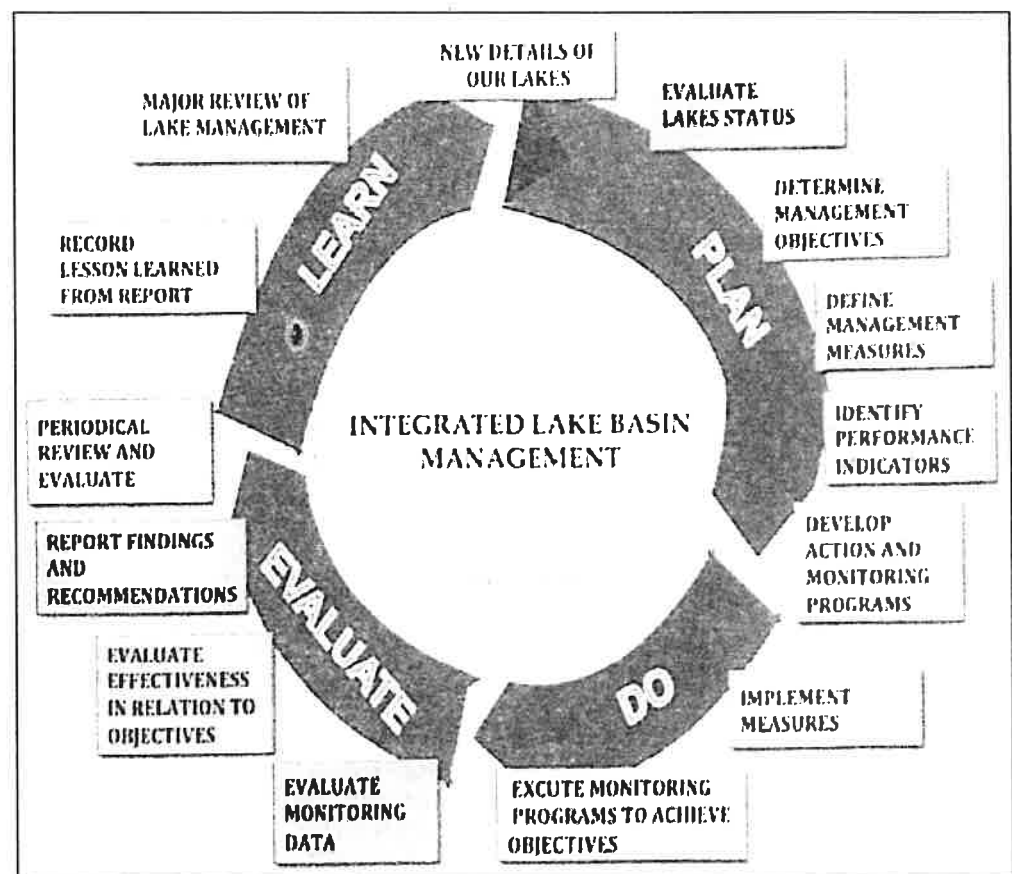 NEW DETAILS OF
OUR LAKES
EVALUATE
LAKES STATUS
DETERMINE
MANAGEMENT
OBJECTIVES
DEFINE
MANAGEMENT
MEASURES
IDENTIFY
PERFORMANCE
INDICATORS
DEVELOP
ACTION AND
MONITORING
PROGRAMS
IMPLEMENT
MEASURES
EXCUTE MONITORING
PROGRAMS TO ACHIEVE
OBJECTIVES
EVALUATE
MONITORING
DATA
EVALUATE
EFFECTIVENESS
IN RELATION TO
OBJECTIVES
REPORT FINDINGS
AND
RECOMMENDATIONS
PERIODICAL
REVIEW AND
EVALUATE
RECORD
LESSON LEARNED
FROM REPORT
MAJOR REVIEW OF
LAKE MANAGEMENT
PLAN
DO
EVALUATE
LEARN
INTEGRATED LAKE BASIN
MANAGEMENT